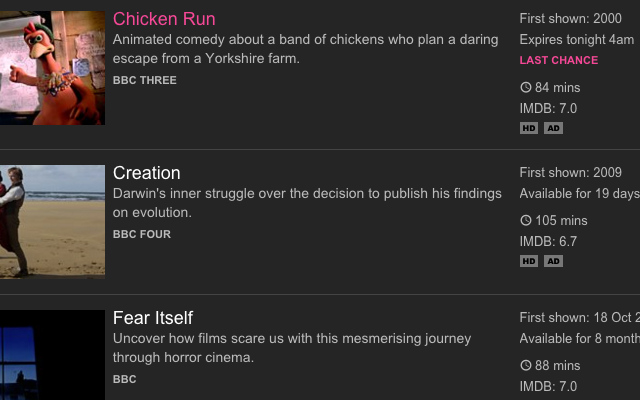 Chicken Run
Animated comedy about a band of chickens who plan a daring
escape from a Yorkshire farm.
BBC THREE
First shown: 2000
Expires tonight 4am
LAST CHANCE
84 mins
IMDB: 7.0
HD AD
Creation
Darwin's inner struggle over the decision to publish his findings
on evolution.
BBC FOUR
First shown: 2009
Available for 19 days
105 mins
IMDB: 6.7
HD AD
Fear Itself
Uncover how films scare us with this mesmerising journey
through horror cinema.
BBC
First shown: 18 Oct
Available for 8
88 mins
IMDB: 7.0